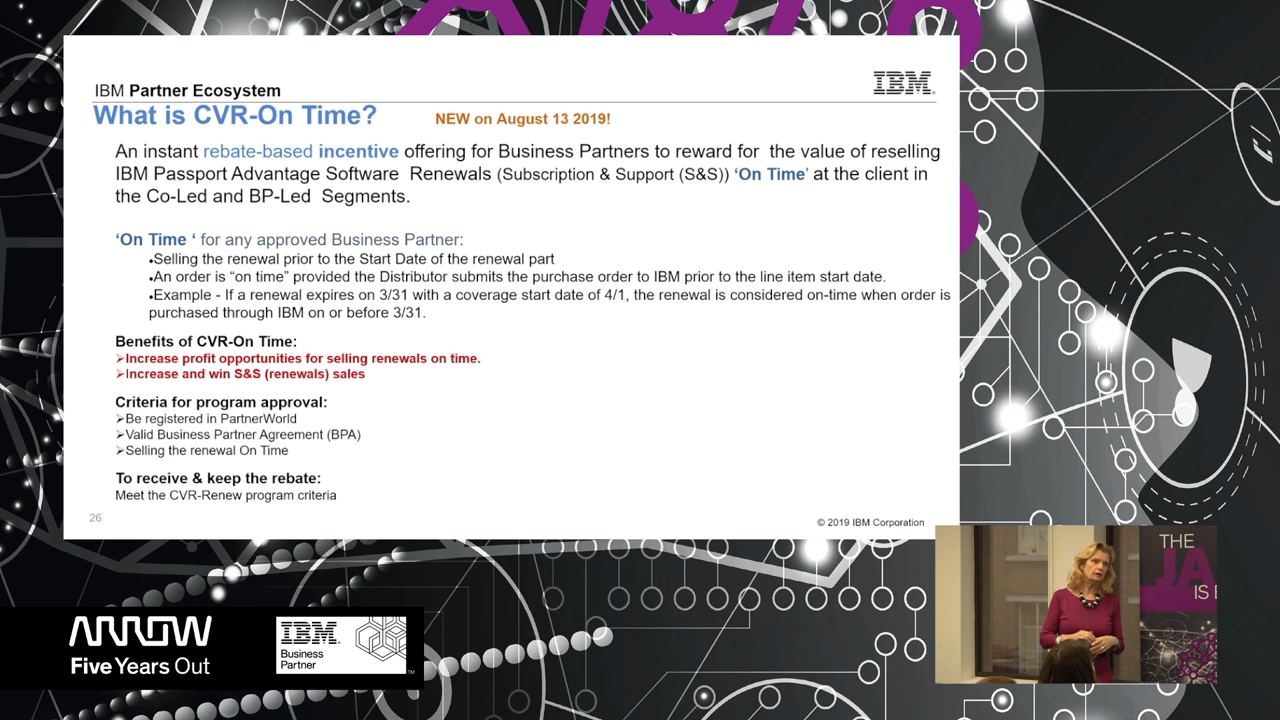 IBM Partner Ecosystem
IBM
What is CVR-On Time?
NEW on August 13 2019!
An instant rebate-based incentive offering for Business Partners to reward for the value of reselling
IBM Passport Advantage Software Renewals (Subscription & Support (S&S)) ‘On Time’ at the client in
the Co-Led and BP-Led Segments.
‘On Time ‘ for any approved Business Partner:
•Selling the renewal prior to the Start Date of the renewal part
•An order is “on time” provided the Distributor submits the purchase order to IBM prior to the line item start date.
•Example - If a renewal expires on 3/31 with a coverage start date of 4/1, the renewal is considered on-time when order is
purchased through IBM on or before 3/31.
Benefits of CVR-On Time:
➢Increase profit opportunities for selling renewals on time.
➢Increase and win S&S (renewals) sales
Criteria for program approval:
➢Be registered in PartnerWorld
➢Valid Business Partner Agreement (BPA)
➢Selling the renewal On Time
To receive & keep the rebate:
Meet the CVR-Renew program criteria
26
© 2019 IBM Corporation
THE
JA
IS
ARROW
Five Years Out
IBM
Business
Partner